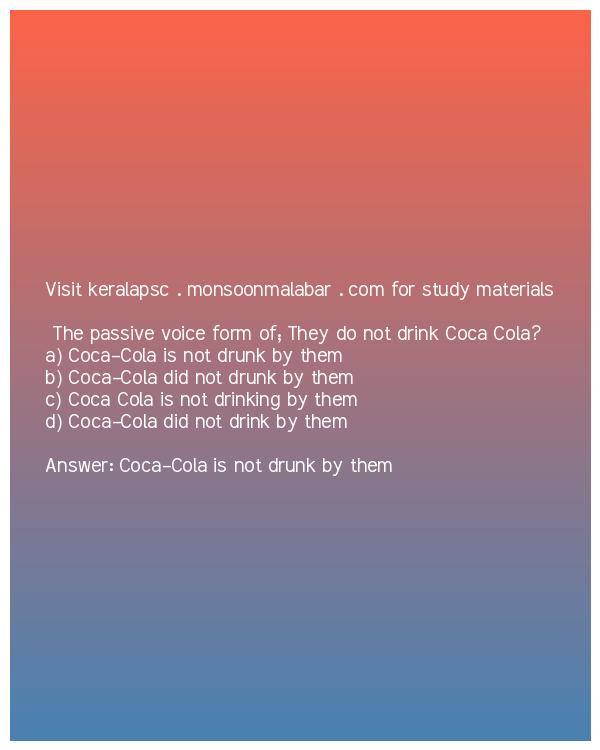 Visit keralapsc . monsoonmalabar . com for study materials
The passive voice form of; They do not drink Coca Cola?
a) Coca-Cola is not drunk by them
b) Coca-Cola did not drunk by them
c) Coca Cola is not drinking by them
d) Coca-Cola did not drink by them
Answer: Coca-Cola is not drunk by them